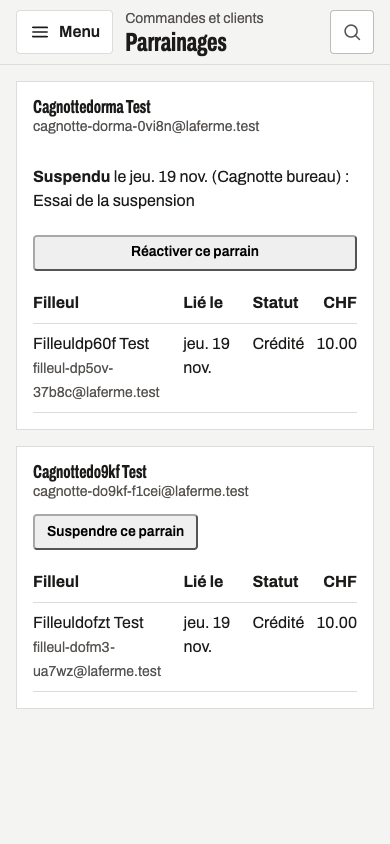 Menu
Commandes et clients
Parrainages
Cagnottedorma Test
cagnotte-dorma-0vi8n@laferme.test
Suspendu le jeu. 19 nov. (Cagnotte bureau) :
Essai de la suspension
Réactiver ce parrain
Filleul Lié le Statut CHF
Filleuldp60f Test jeu. 19 Crédité 10.00
filleul-dp5ov- nov.
37b8c@laferme.test
Cagnottedo9kf Test
cagnotte-do9kf-f1cei@laferme.test
Suspendre ce parrain
Filleul Lié le Statut CHF
Filleuldofzt Test jeu. 19 Crédité 10.00
filleul-dofm3- nov.
ua7wz@laferme.test